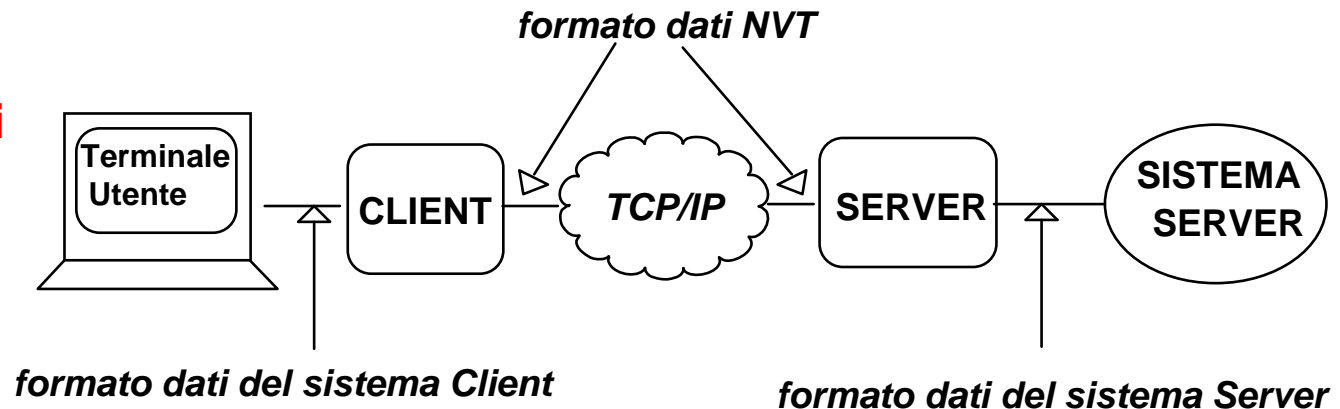 formato dati NVT
i
Terminale
Utente
CLIENT
TCP/IP
SERVER
SISTEMA
SERVER
formato dati del sistema Client
formato dati del sistema Server